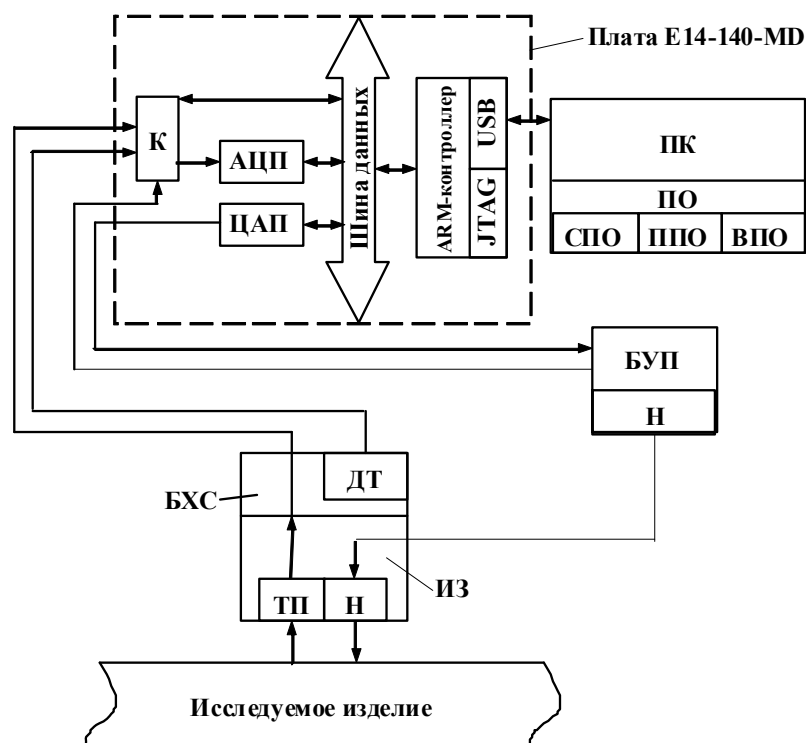 Плата E14-140-MD
К
АЦП
ЦАП
Шина данных
ARM-контроллер
USB
JTAG
ПК
ПО
СПО
ППО
ВПО
БУП
Н
БХС
ДТ
ИЗ
ТП
Н
Исследуемое изделие